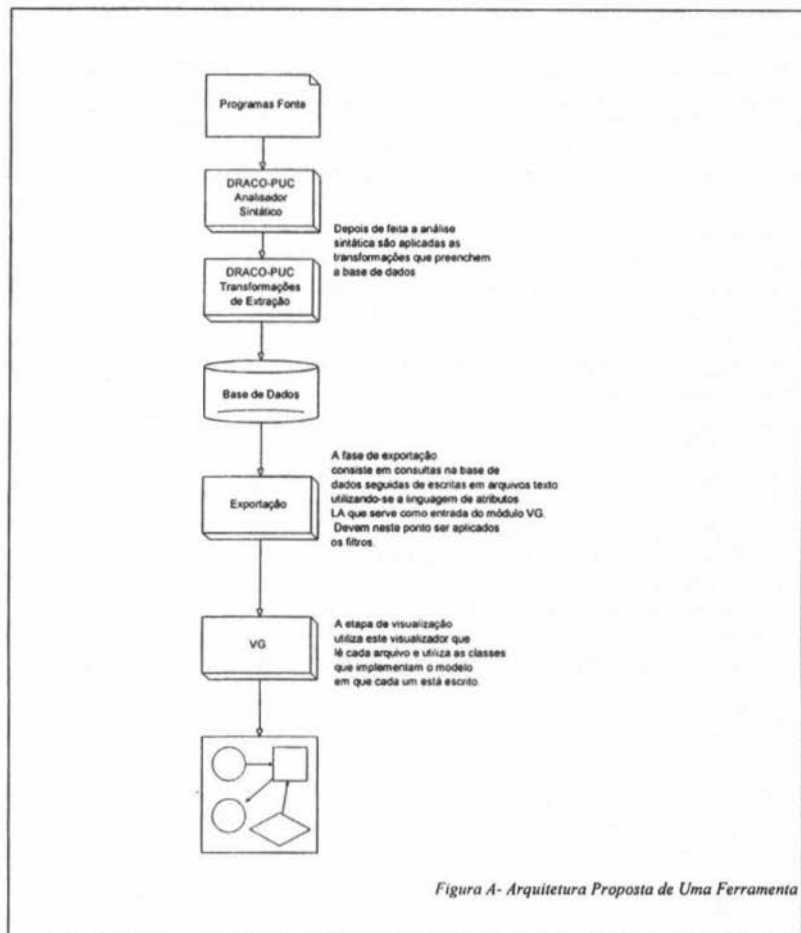 Programas Fonte
DRACO-PUC
Analisador
Sintático
Depois de feita a análise
sintática são aplicadas as
transformações que preenchem
a base de dados
DRACO-PUC
Transformações
de Extração
Base de Dados
A fase de exportação
consiste em consultas na base de
dados seguidas de escritas em arquivos texto
utilizando-se a linguagem de atributos
LA que serve como entrada do módulo VG.
Devem neste ponto ser aplicados
os filtros.
Exportação
A etapa de visualização
utiliza este visualizador que
lê cada arquivo e utiliza as classes
que implementam o modelo
em que cada um está escrito.
VG
Figura A- Arquitetura Proposta de Uma Ferramenta